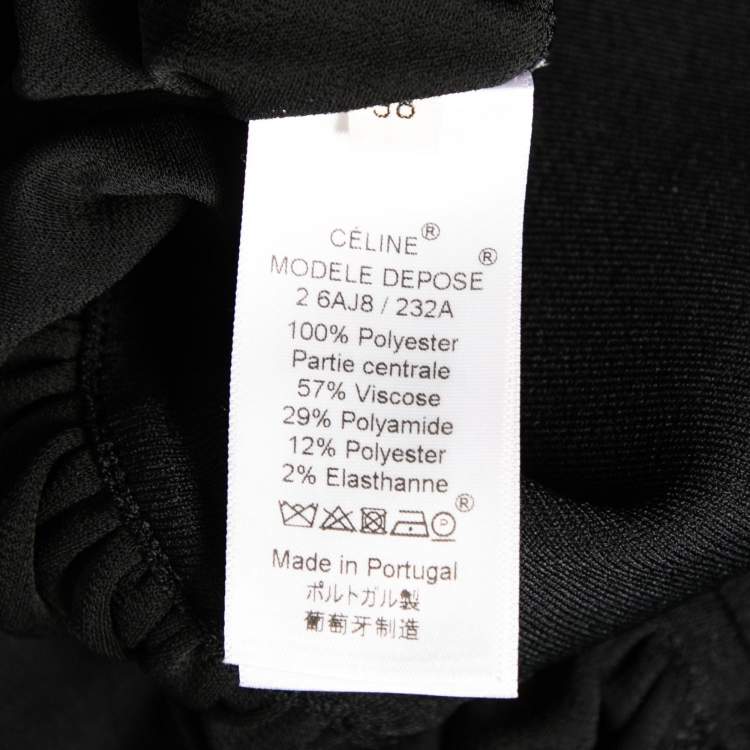 38
CÉLINE®
MODELE DEPOSE®
2 6AJ8 / 232A
100% Polyester
Partie centrale
57% Viscose
29% Polyamide
12% Polyester
2% Elasthanne
P ®
Made in Portugal
ポルトガル製
葡萄牙制造